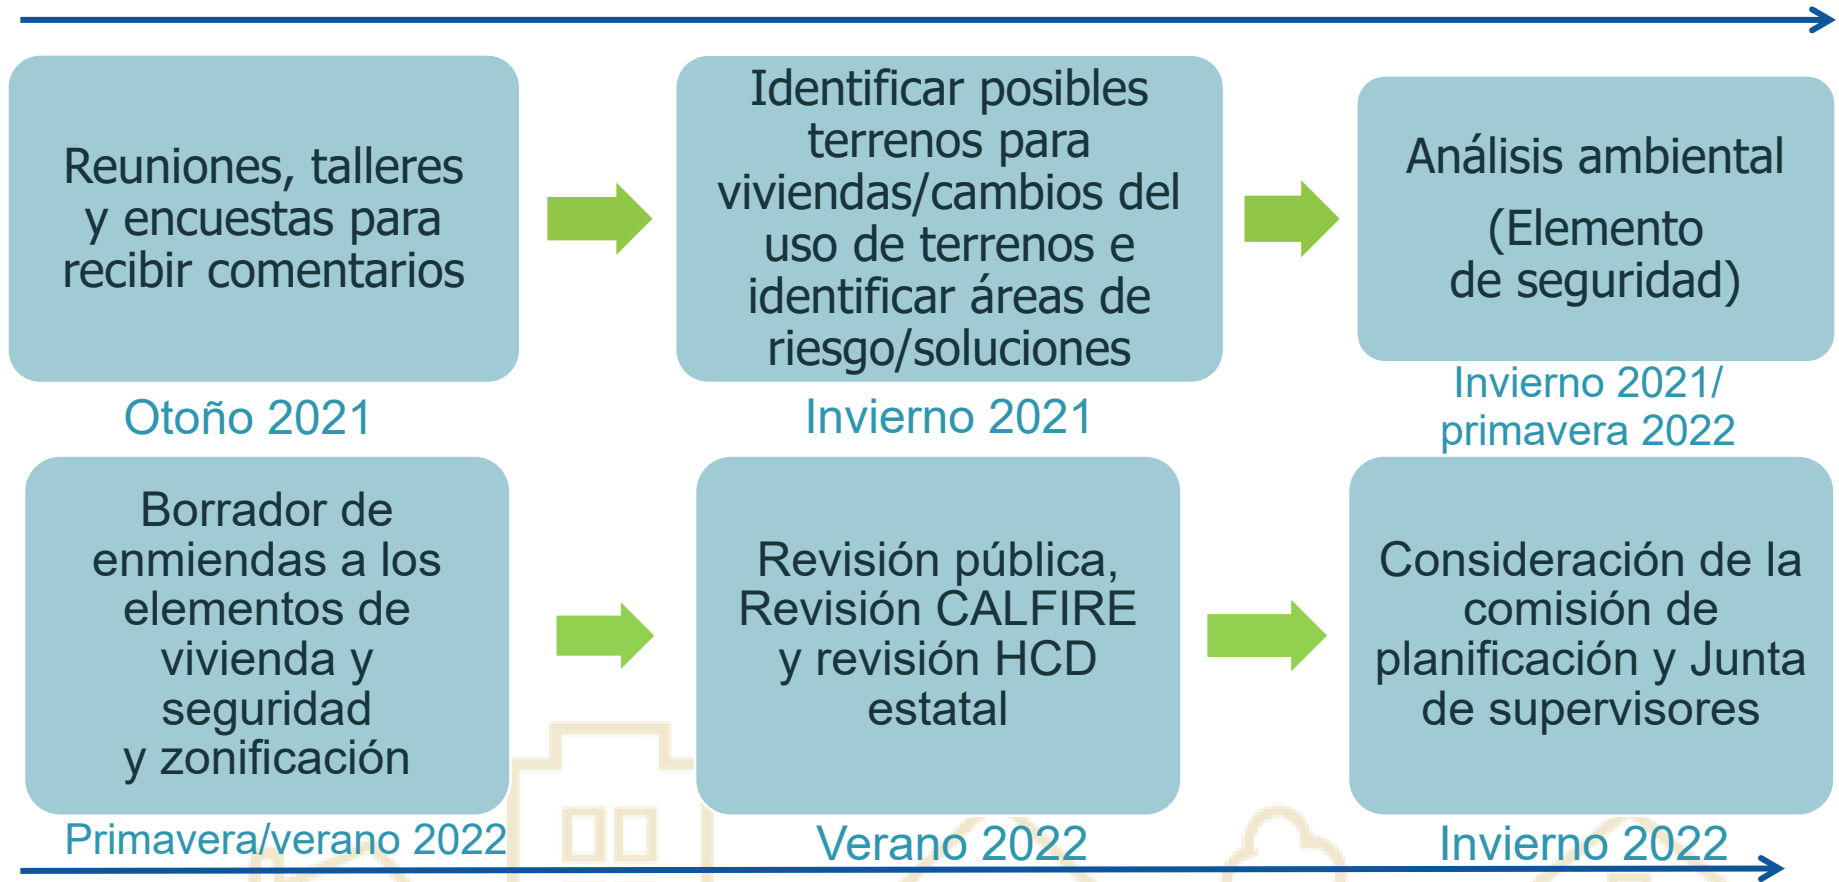 Reuniones, talleres
y encuestas para
recibir comentarios
Otoño 2021
Identificar posibles
terrenos para
viviendas/cambios del
uso de terrenos e
identificar áreas de
riesgo/soluciones
Invierno 2021
Análisis ambiental
(Elemento
de seguridad)
Invierno 2021/
primavera 2022
Borrador de
enmiendas a los
elementos de
vivienda y
seguridad
y zonificación
Primavera/verano 2022
Revisión pública,
Revisión CALFIRE
y revisión HCD
estatal
Verano 2022
Consideración de la
comisión de
planificación y Junta
de supervisores
Invierno 2022